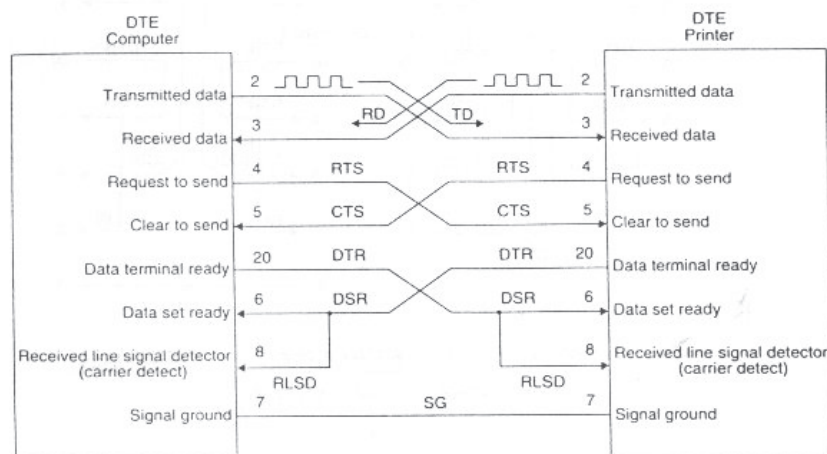 DTE
Computer
DTE
Printer
2
2
Transmitted data
Transmitted data
RD
TD
3
3
Received data
Received data
4
RTS
RTS
4
Request to send
Request to send
5
CTS
CTS
5
Clear to send
Clear to send
20
DTR
DTR
20
Data terminal ready
Data terminal ready
6
DSR
DSR
6
Data set ready
Data set ready
8
8
Received line signal detector
(carrier detect)
Received line signal detector
(carrier detect)
RLSD
RLSD
7
SG
7
Signal ground
Signal ground